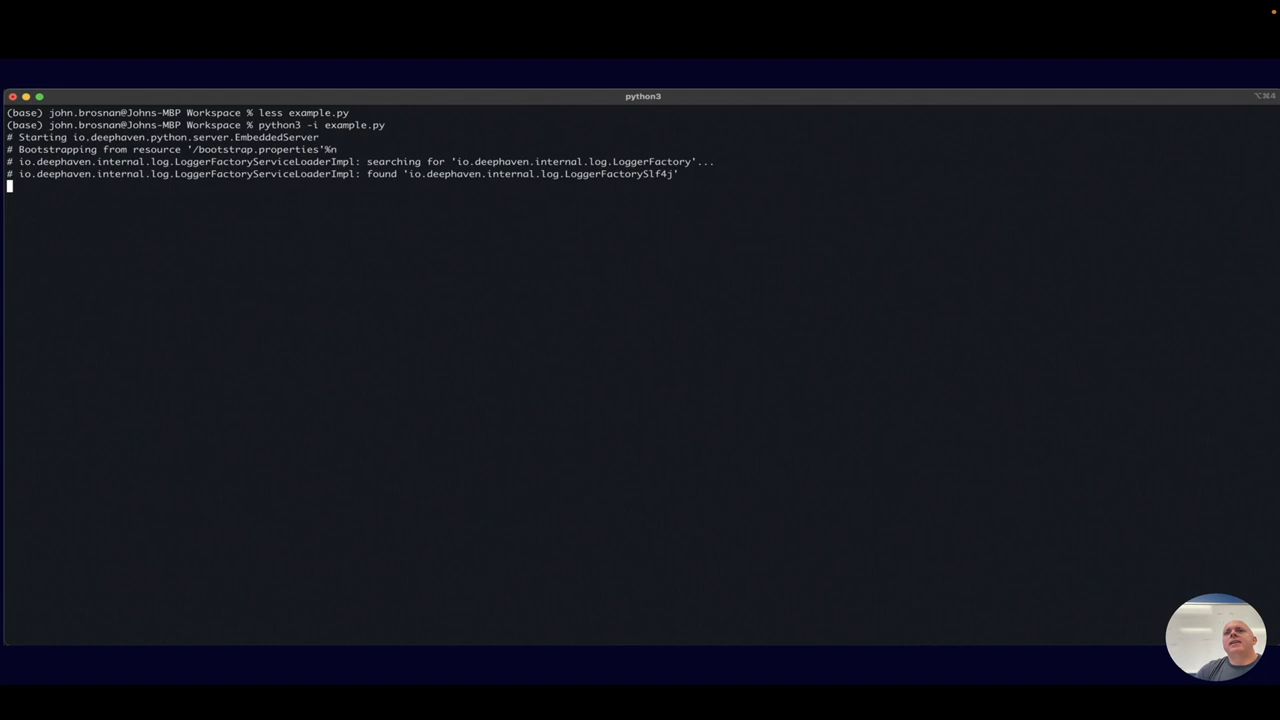 python3
⌥⌘4
(base) john.brosnan@Johns-MBP Workspace % less example.py
(base) john.brosnan@Johns-MBP Workspace % python3 -i example.py
# Starting io.deephaven.python.server.EmbeddedServer
# Bootstrapping from resource '/bootstrap.properties'%n
# io.deephaven.internal.log.LoggerFactoryServiceLoaderImpl: searching for 'io.deephaven.internal.log.LoggerFactory'...
# io.deephaven.internal.log.LoggerFactoryServiceLoaderImpl: found 'io.deephaven.internal.log.LoggerFactorySlf4j'